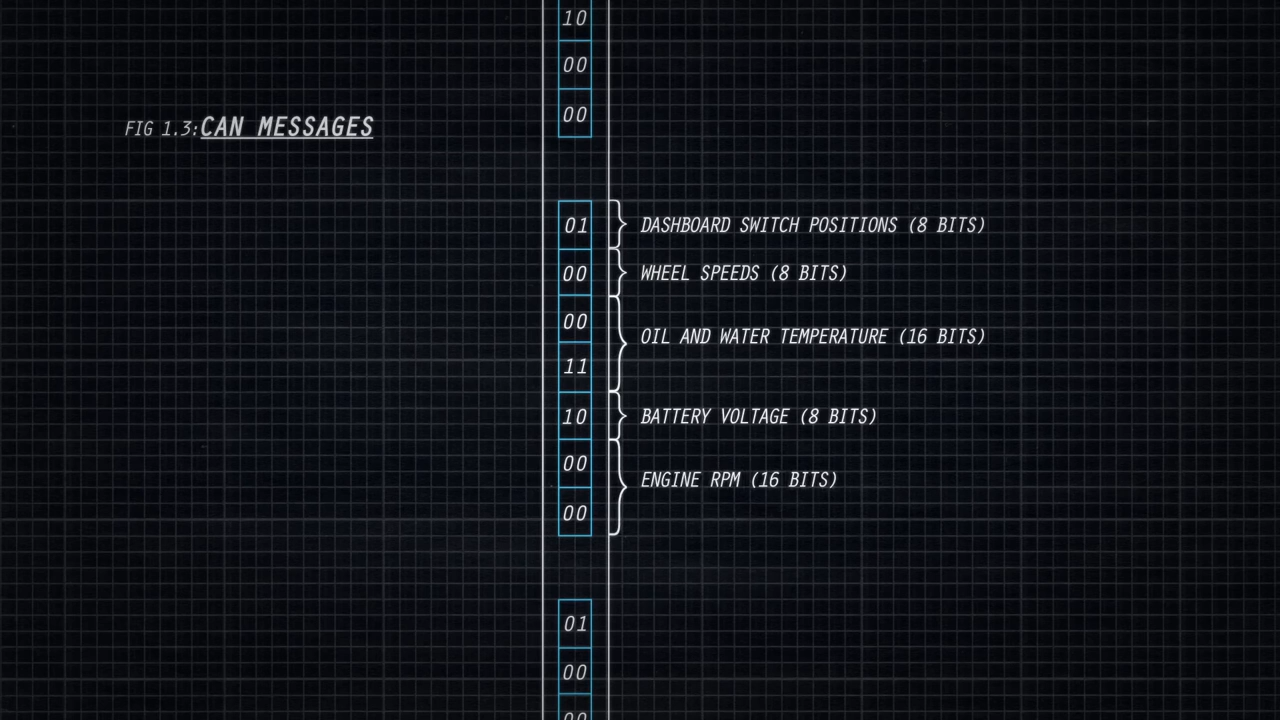 10
00
00
FIG 1.3: CAN MESSAGES
01 DASHBOARD SWITCH POSITIONS (8 BITS)
00 WHEEL SPEEDS (8 BITS)
00
OIL AND WATER TEMPERATURE (16 BITS)
11
10 BATTERY VOLTAGE (8 BITS)
00
ENGINE RPM (16 BITS)
00
01
00
00